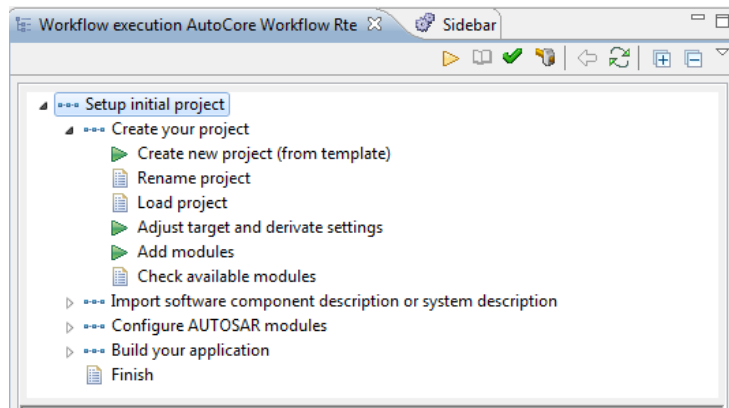 Workflow execution AutoCore Workflow Rte Sidebar
Setup initial project
Create your project
Create new project (from template)
Rename project
Load project
Adjust target and derivate settings
Add modules
Check available modules
Import software component description or system description
Configure AUTOSAR modules
Build your application
Finish